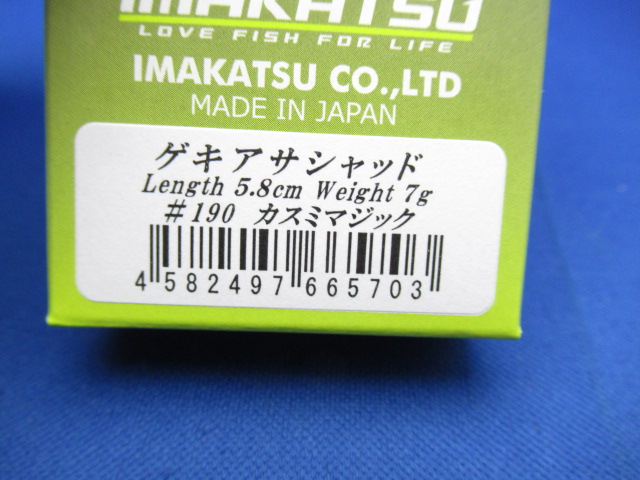 IMAKATSU
LOVE FISH FOR LIFE
IMAKATSU CO.,LTD
MADE IN JAPAN
ゲキアサシャッド
Length 5.8cm Weight 7g
#190 カスミマジック
4 582497 665703